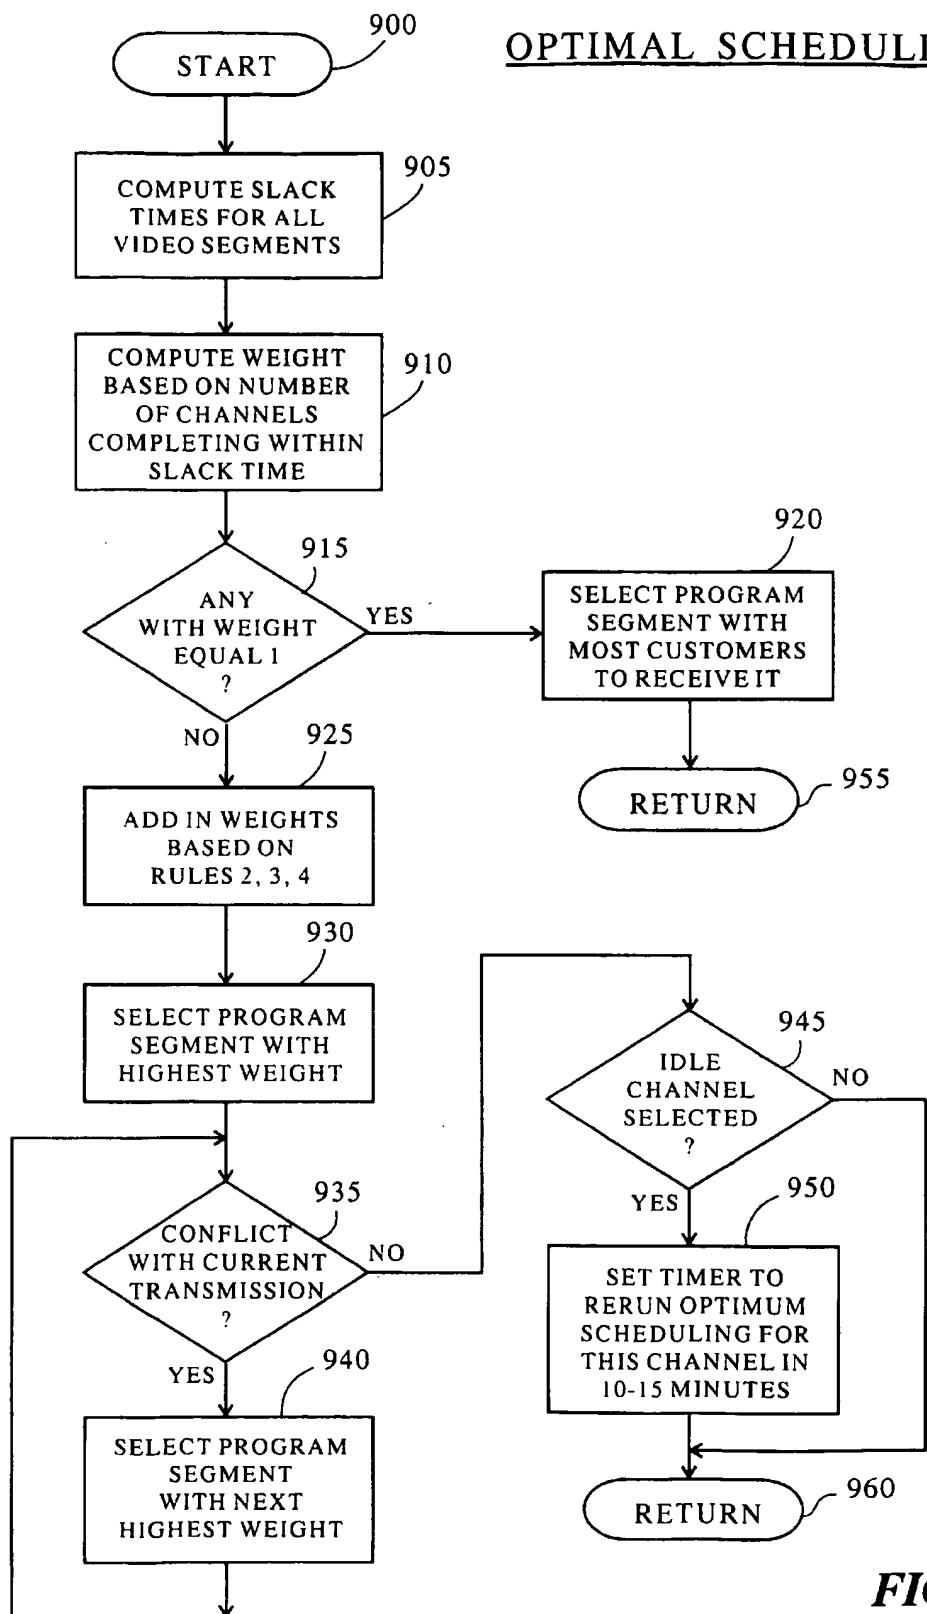 OPTIMAL SCHEDULI
900
START
905
COMPUTE SLACK
TIMES FOR ALL
VIDEO SEGMENTS
910
COMPUTE WEIGHT
BASED ON NUMBER
OF CHANNELS
COMPLETING WITHIN
SLACK TIME
915
ANY
WITH WEIGHT
EQUAL 1
?
YES
NO
920
SELECT PROGRAM
SEGMENT WITH
MOST CUSTOMERS
TO RECEIVE IT
RETURN
955
925
ADD IN WEIGHTS
BASED ON
RULES 2, 3, 4
930
SELECT PROGRAM
SEGMENT WITH
HIGHEST WEIGHT
935
CONFLICT
WITH CURRENT
TRANSMISSION
?
NO
YES
940
SELECT PROGRAM
SEGMENT
WITH NEXT
HIGHEST WEIGHT
945
IDLE
CHANNEL
SELECTED
?
NO
YES
950
SET TIMER TO
RERUN OPTIMUM
SCHEDULING FOR
THIS CHANNEL IN
10-15 MINUTES
RETURN
960